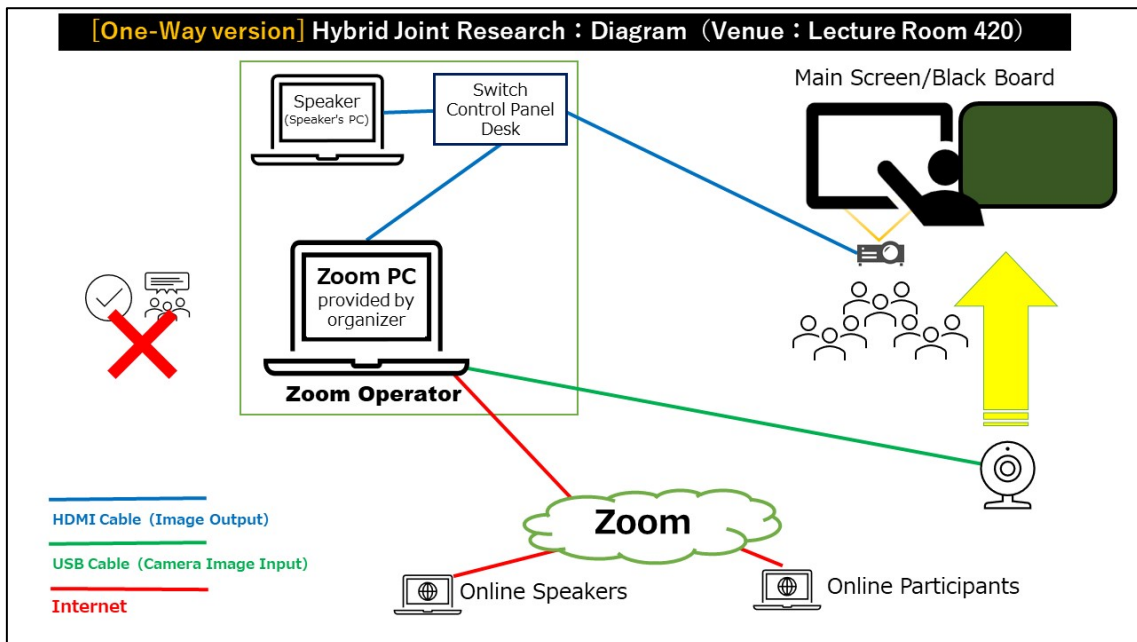 [One-Way version] Hybrid Joint Research：Diagram（Venue：Lecture Room 420）
Speaker
(Speaker's PC)
Switch
Control Panel
Desk
Main Screen/Black Board
Zoom PC
provided by
organizer
Zoom Operator
Zoom
HDMI Cable（Image Output）
USB Cable（Camera Image Input）
Internet
Online Speakers
Online Participants